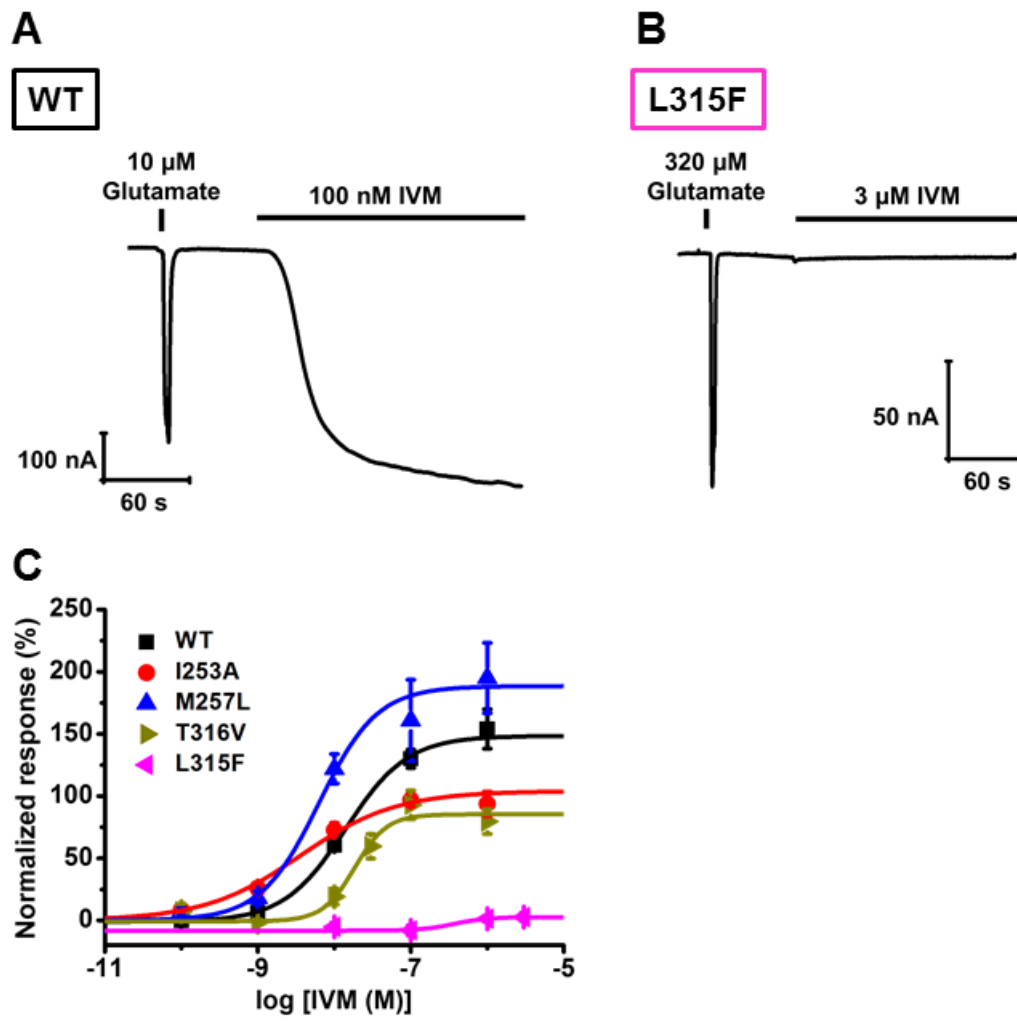 A
B
WT
L315F
10 µM
Glutamate
100 nM IVM
320 µM
Glutamate
3 µM IVM
100 nA
60 s
50 nA
60 s
C
Normalized response (%)
250
200
150
100
50
0
WT
I253A
M257L
T316V
L315F
-11
-9
-7
-5
log [IVM (M)]